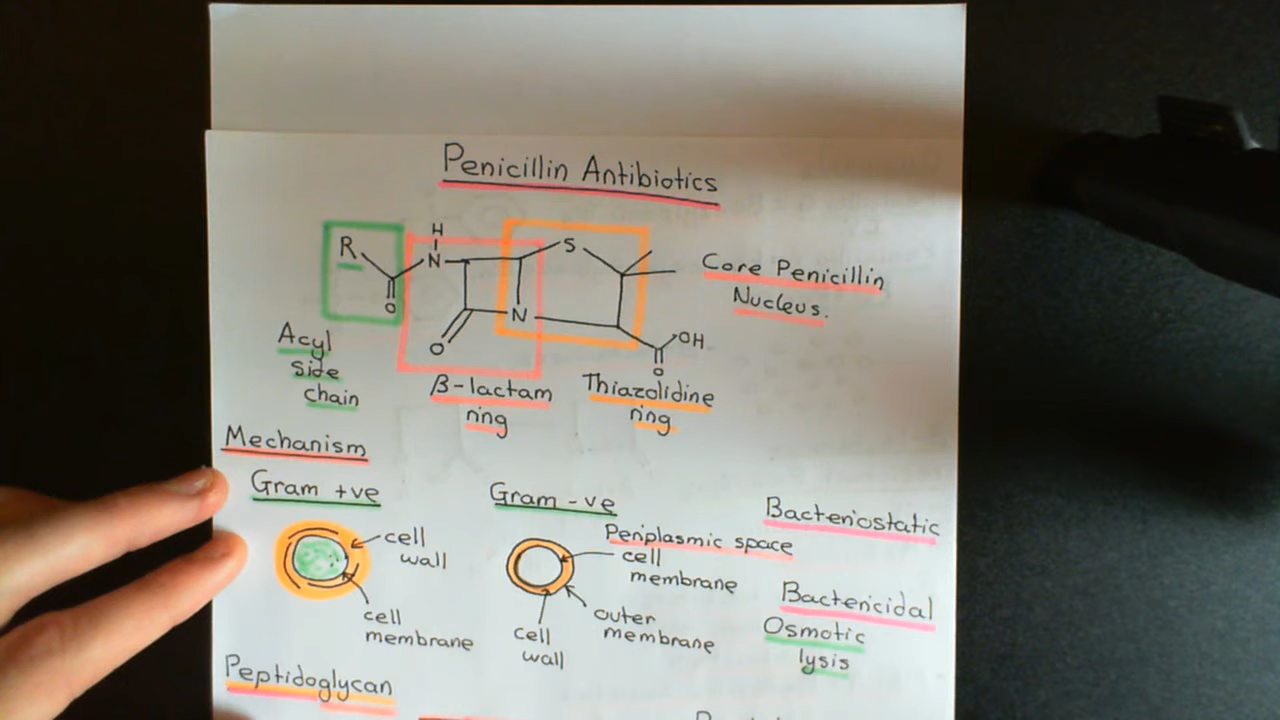 Penicillin Antibiotics
R
O
H
N
O
S
N
OH
O
Core Penicillin
Nucleus.
Acyl
side
chain
β-lactam
ring
Thiazolidine
ring
Mechanism
Gram +ve
cell
wall
cell
membrane
Gram -ve
Periplasmic space
cell
membrane
outer
membrane
cell
wall
Bacteriostatic
Bactericidal
Osmotic
lysis
Peptidoglycan